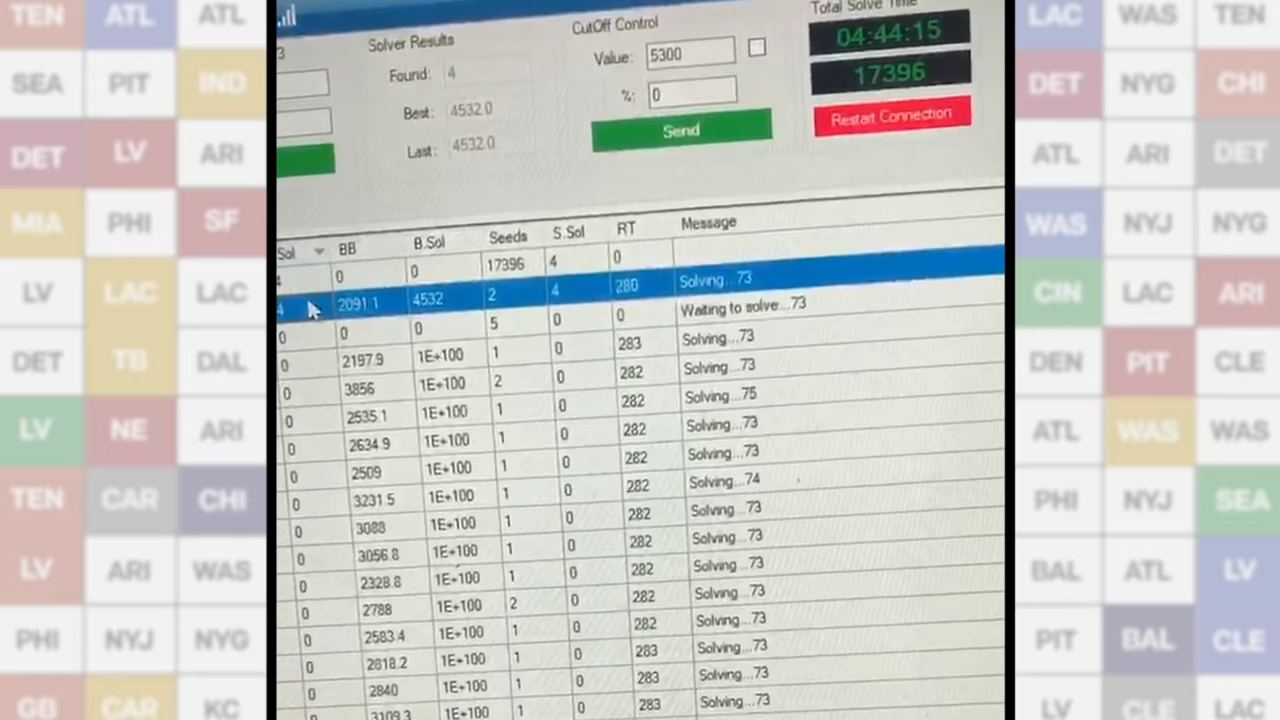 TEN ATL ATL
SEA PIT IND
DET LV ARI
MIA PHI SF
LV LAC LAC
DET TB DAL
LV NE ARI
TEN CAR CHI
LV ARI WAS
PHI NYJ NYG
GB CAR KC
3
Solver Results
Found: 4
Best: 4532.0
Last: 4532.0
CutOff Control
Value: 5300
%: 0
Send
Total Solve Time
04:44:15
17396
Restart Connection
Sol BB B.Sol Seeds S.Sol RT Message
4 0 0 17396 4 0
4 2091.1 4532 2 4 280 Solving...73
0 0 0 5 0 0 Waiting to solve...73
0 2197.9 1E+100 1 0 283 Solving...73
0 3856 1E+100 2 0 282 Solving...73
0 2535.1 1E+100 1 0 282 Solving...75
0 2634.9 1E+100 1 0 282 Solving...73
0 2509 1E+100 1 0 282 Solving...73
0 3231.5 1E+100 1 0 282 Solving...74
0 3088 1E+100 1 0 282 Solving...73
0 3056.8 1E+100 1 0 282 Solving...73
0 2328.8 1E+100 1 0 282 Solving...73
0 2788 1E+100 2 0 282 Solving...73
0 2583.4 1E+100 1 0 282 Solving...73
0 2818.2 1E+100 1 0 283 Solving...73
0 2840 1E+100 1 0 283 Solving...73
0 3109.3 1E+100 1 0 283 Solving...73
LAC WAS TEN
DET NYG CHI
ATL ARI DET
WAS NYJ NYG
CIN LAC ARI
DEN PIT CLE
ATL WAS WAS
PHI NYJ SEA
BAL ATL LV
PIT BAL CLE
LV CLE LAC